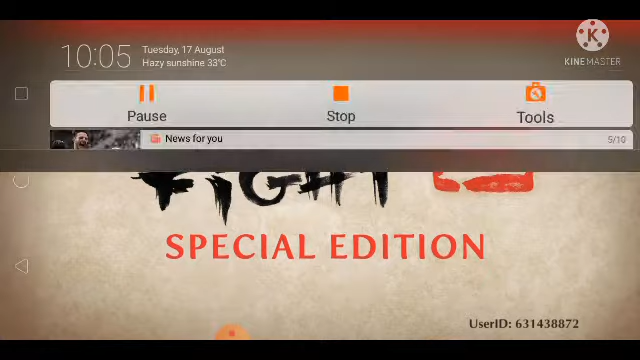 10:05
Tuesday, 17 August
Hazy sunshine 33°C
K
KINEMASTER
Pause
Stop
Tools
News for you
5/10
FIGHT
SPECIAL EDITION
UserID: 631438872